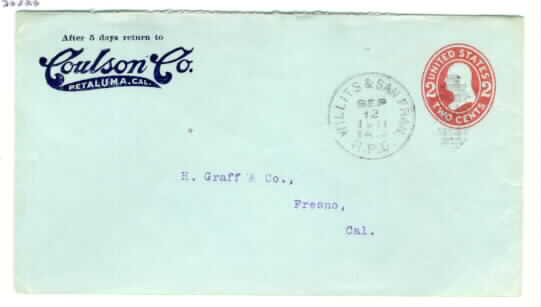 After 5 days return to
Coulson Co.
PETALUMA, CAL.
UNITED STATES
2 2
TWO CENTS
WILLITS & SAN FRAN.
SEP
12
R.P.O.
H. Graff & Co.,
Fresno,
Cal.